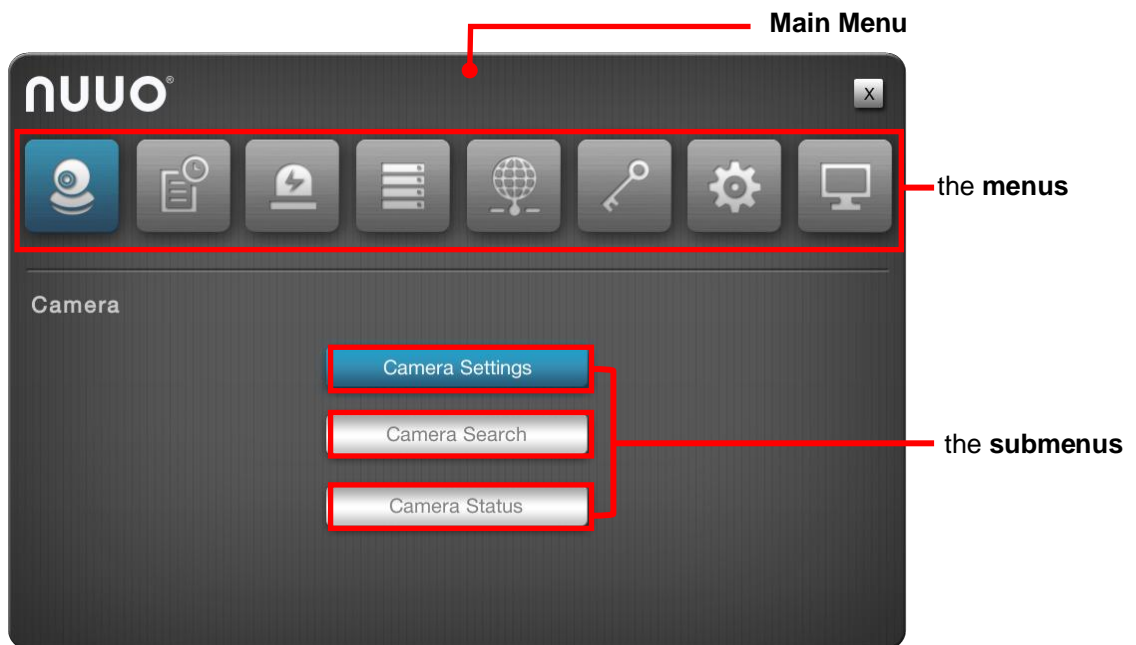 Main Menu
nuuo®
X
the menus
Camera
Camera Settings
Camera Search
the submenus
Camera Status